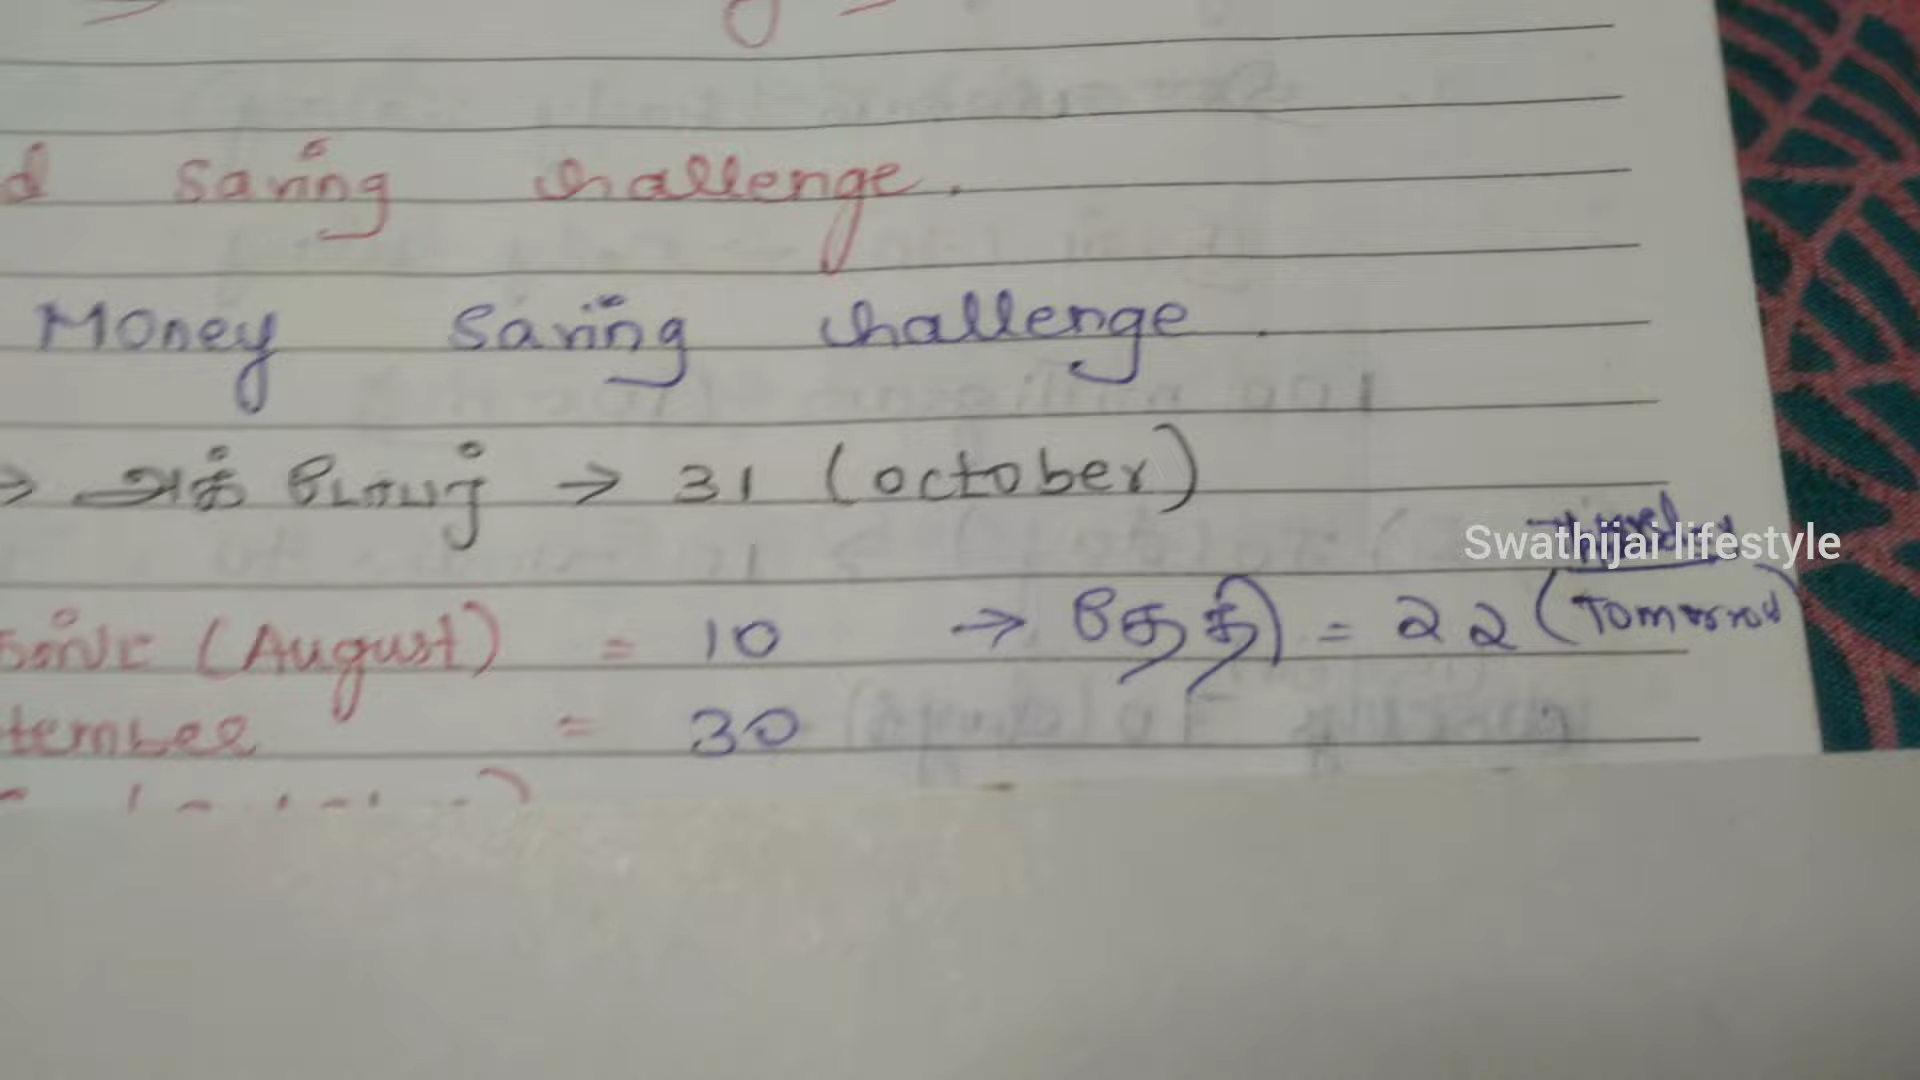 saving challenge.
Money saving challenge.
→ அக்டோபர் → 31 (october)
Swathijai lifestyle
(August) = 10 → தேதி = 22 (Tomorrow)
tember = 30